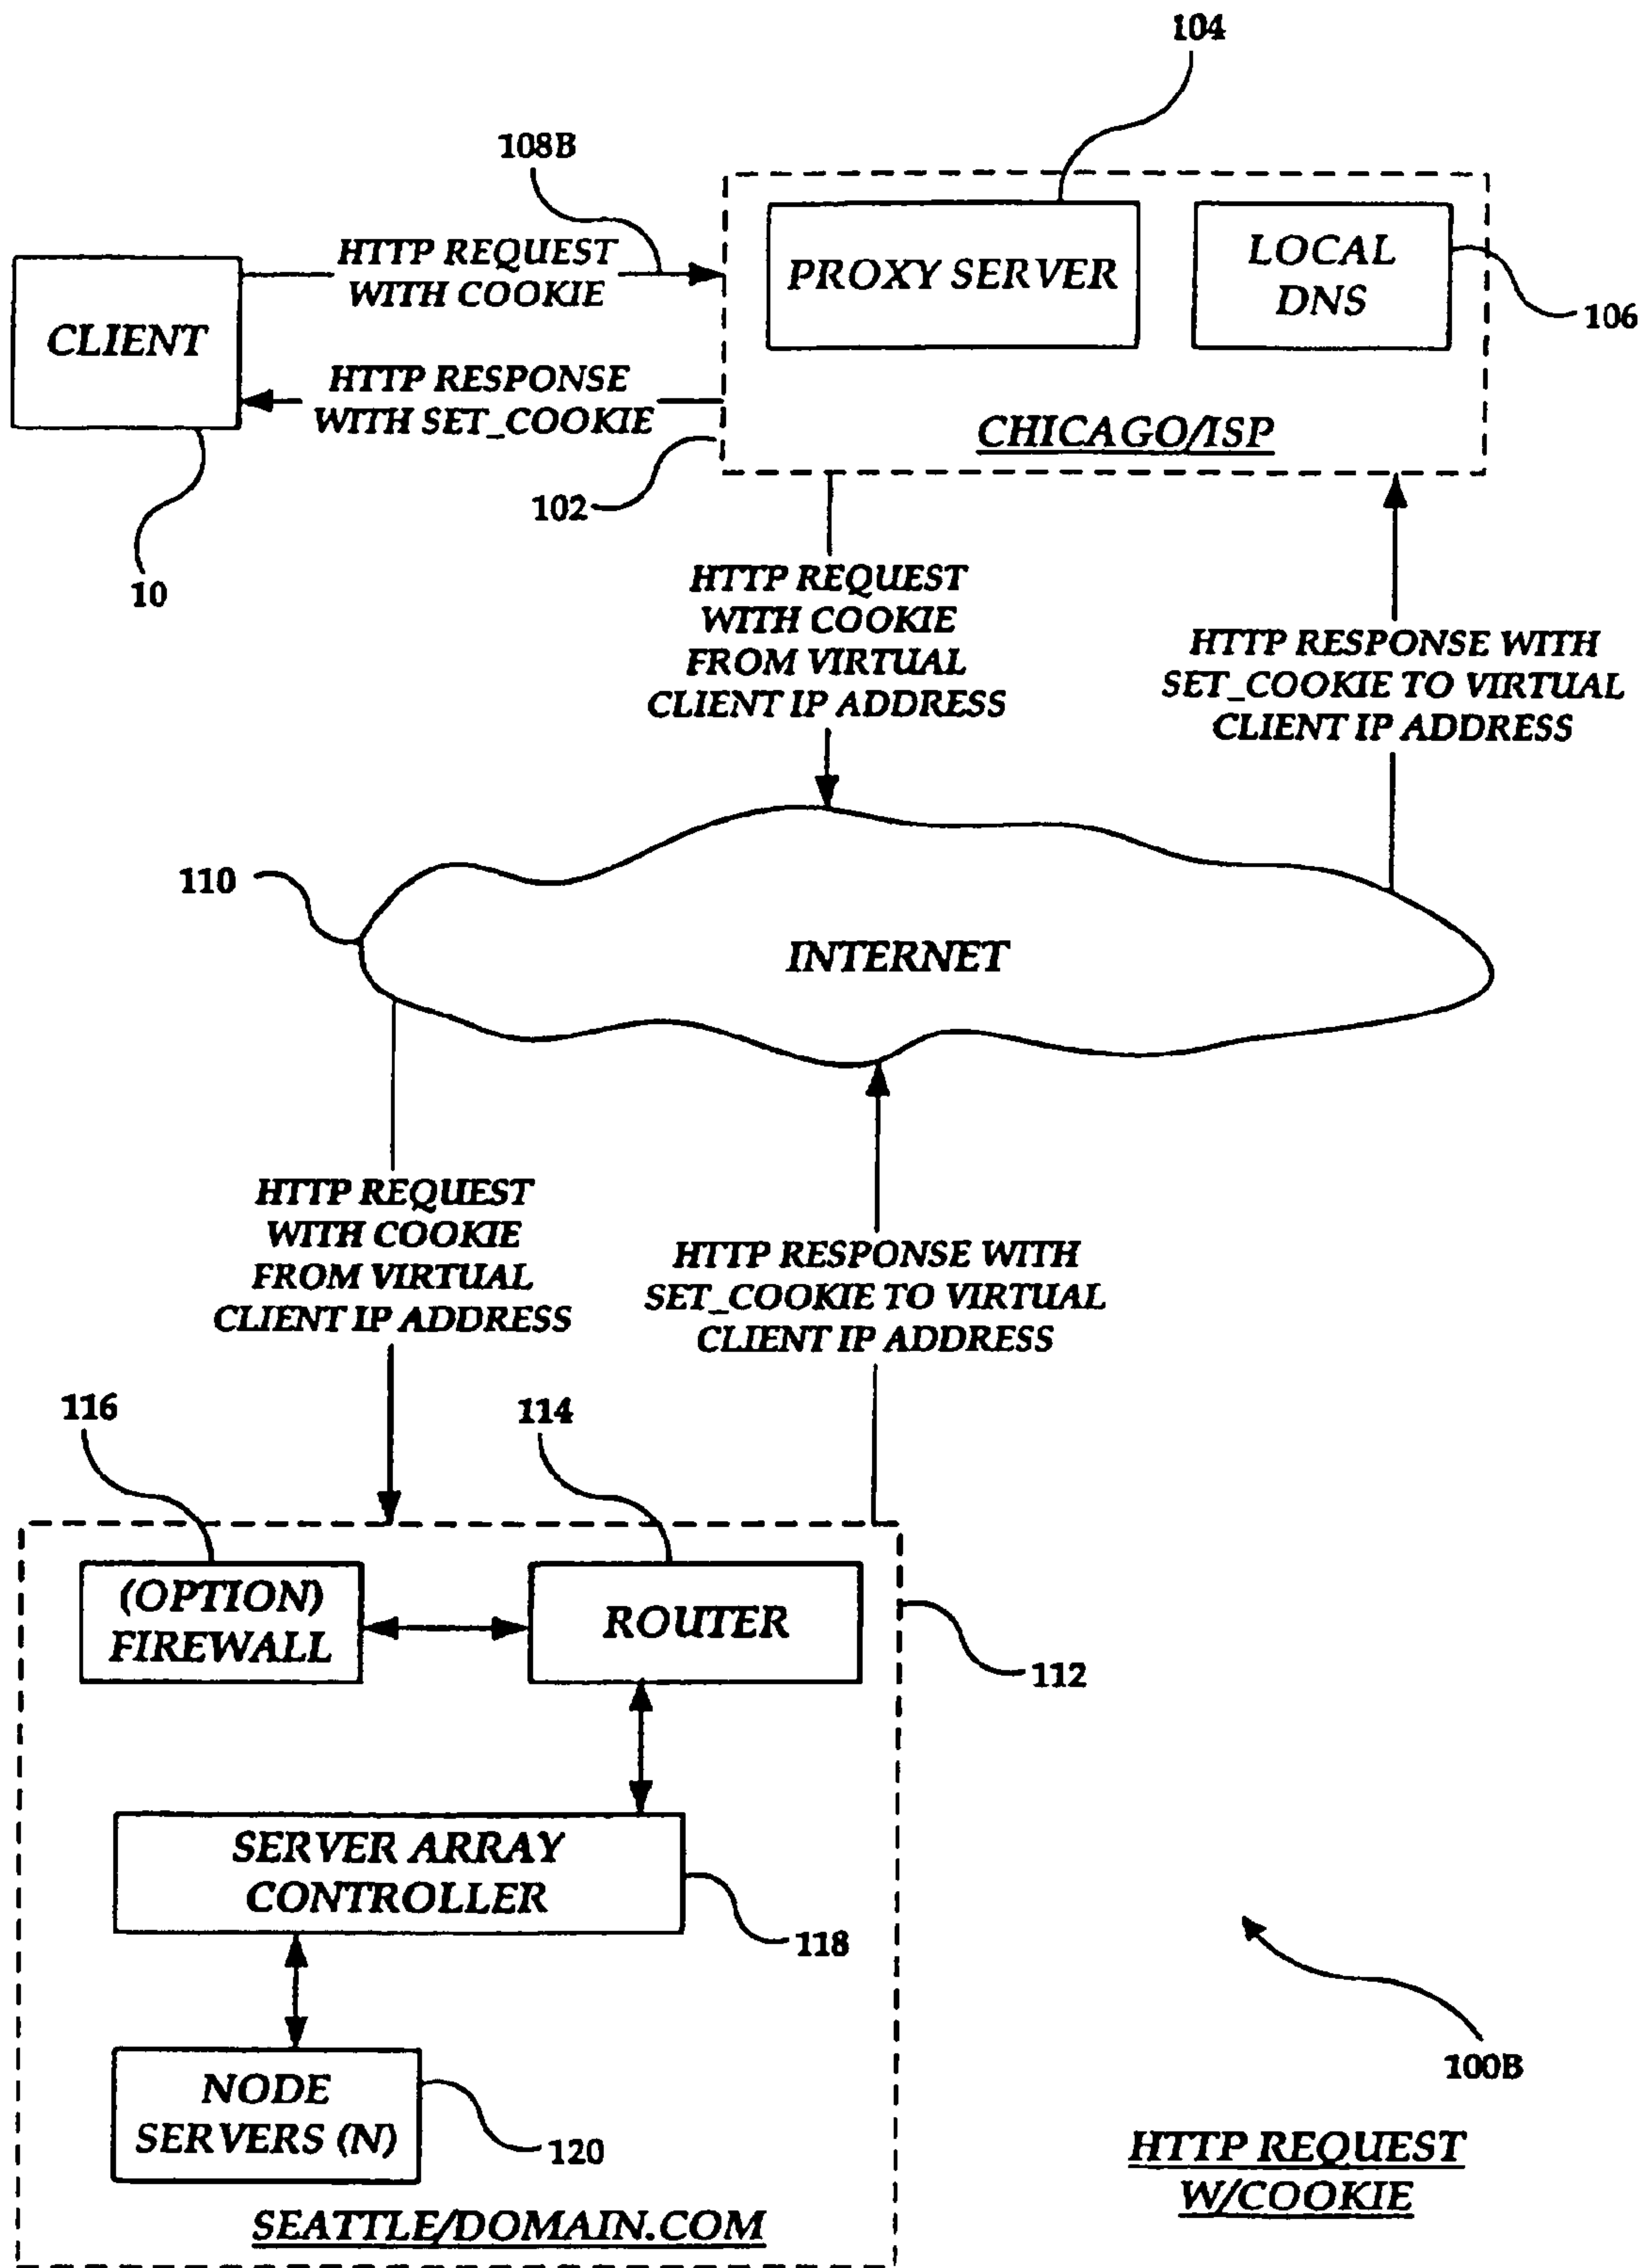 104
108B
HTTP REQUEST
WITH COOKIE
PROXY SERVER
LOCAL
DNS
106
CLIENT
HTTP RESPONSE
WITH SET_COOKIE
CHICAGO/ISP
102
10
HTTP REQUEST
WITH COOKIE
FROM VIRTUAL
CLIENT IP ADDRESS
HTTP RESPONSE WITH
SET_COOKIE TO VIRTUAL
CLIENT IP ADDRESS
110
INTERNET
HTTP REQUEST
WITH COOKIE
FROM VIRTUAL
CLIENT IP ADDRESS
HTTP RESPONSE WITH
SET_COOKIE TO VIRTUAL
CLIENT IP ADDRESS
116
114
(OPTION)
FIREWALL
ROUTER
112
SERVER ARRAY
CONTROLLER
118
NODE
SERVERS (N)
120
100B
SEATTLE/DOMAIN.COM
HTTP REQUEST
W/COOKIE